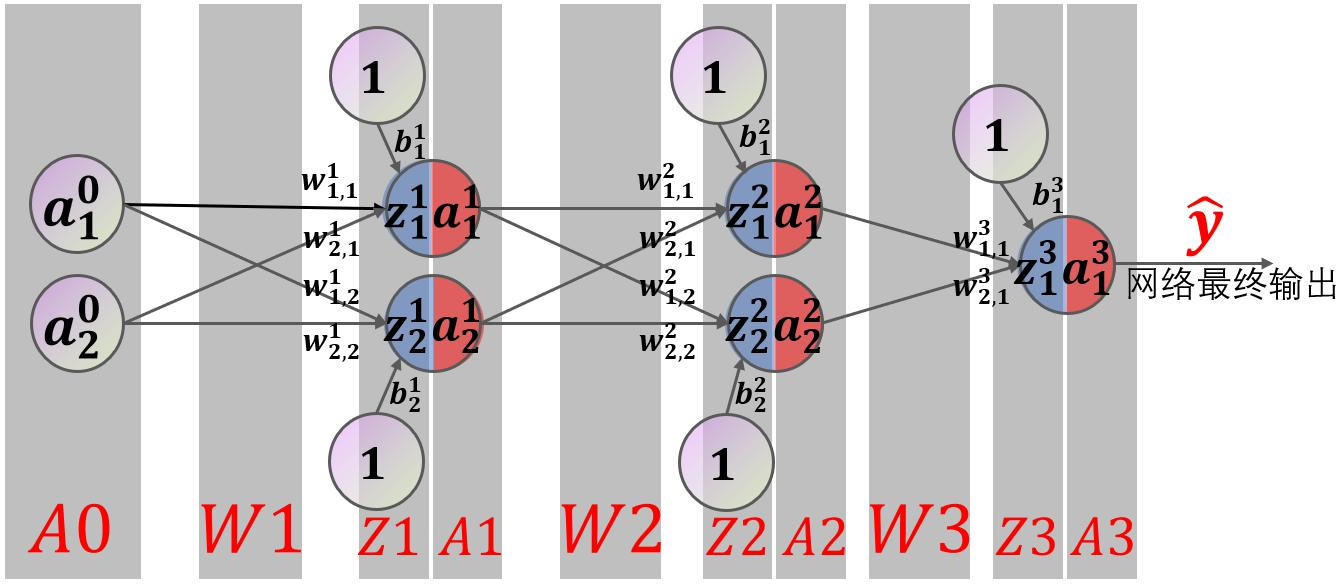 1
1
1
b_1^1
b_1^2
b_1^3
a_1^0
w_{1,1}^1
z_1^1 a_1^1
w_{1,1}^2
z_1^2 a_1^2
w_{2,1}^1
w_{2,1}^2
w_{1,1}^3
z_1^3 a_1^3
ŷ
网络最终输出
w_{1,2}^1
w_{1,2}^2
w_{2,1}^3
a_2^0
w_{2,2}^1
z_2^1 a_2^1
w_{2,2}^2
z_2^2 a_2^2
b_2^1
b_2^2
1
1
A0 W1 Z1 A1 W2 Z2 A2 W3 Z3 A3